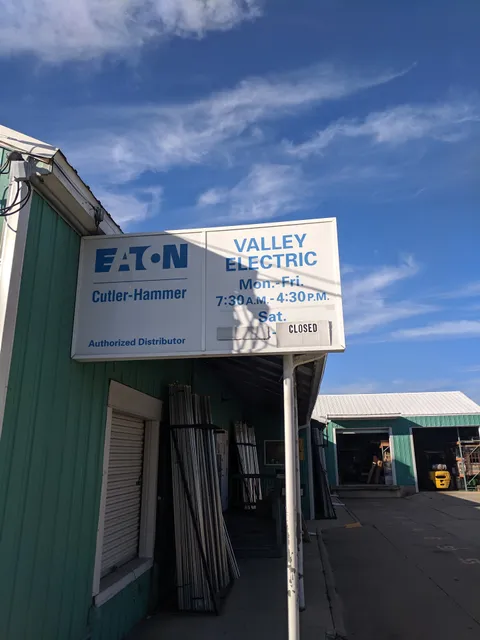 EATON
Cutler-Hammer
Authorized Distributor
VALLEY
ELECTRIC
Mon.-Fri.
7:30 A.M. - 4:30 P.M.
Sat.
- CLOSED